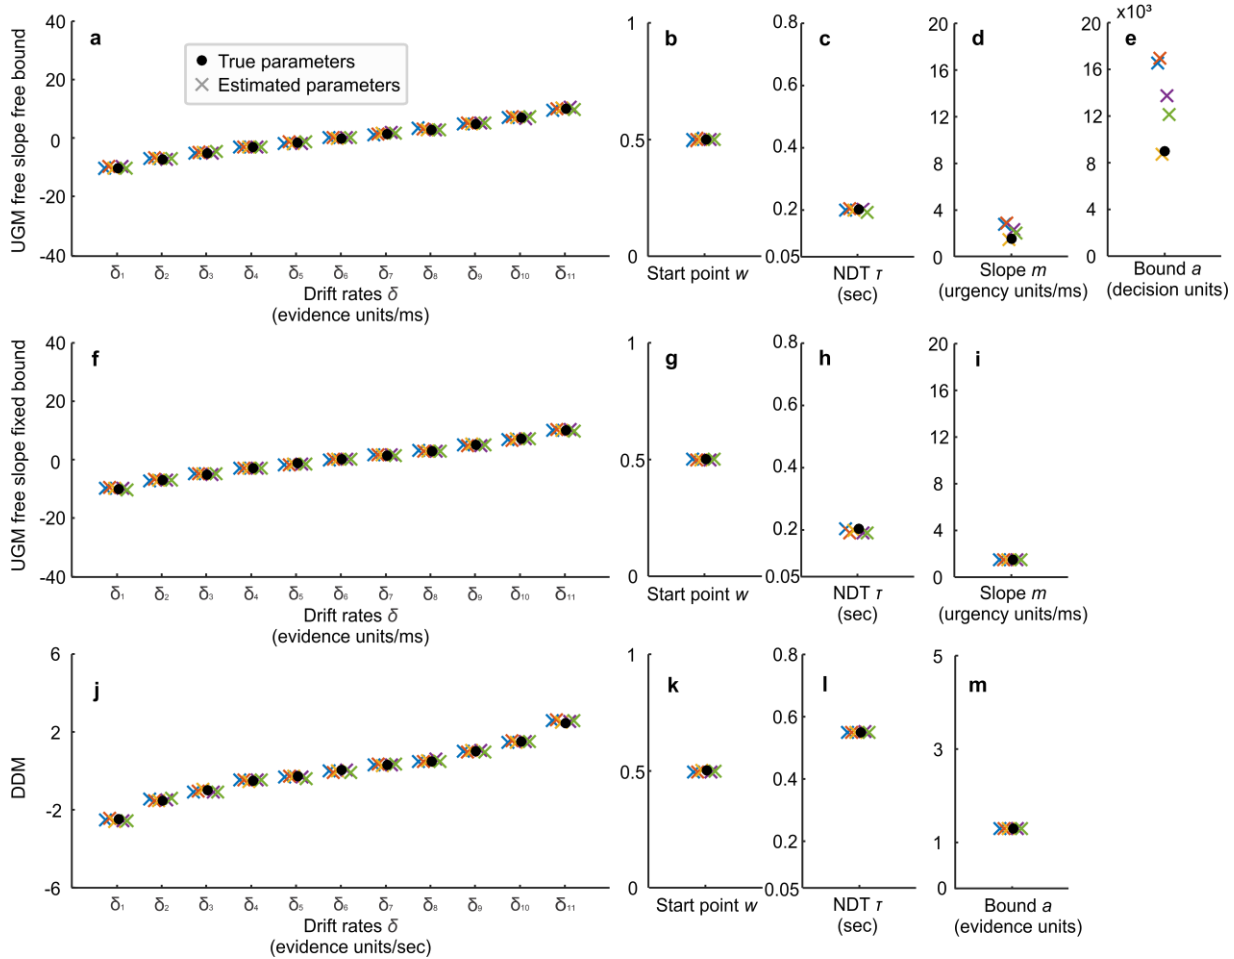 UGM free slope free bound
a
40
20
0
-20
-40
True parameters
Estimated parameters
δ₁ δ₂ δ₃ δ₄ δ₅ δ₆ δ₇ δ₈ δ₉ δ₁₀ δ₁₁
Drift rates δ
(evidence units/ms)
b
1
0.5
0
Start point w
c
0.8
0.6
0.4
0.2
0.05
NDT τ
(sec)
d
20
16
12
8
4
0
Slope m
(urgency units/ms)
e
×10³
20
16
12
8
4
0
Bound a
(decision units)
UGM free slope fixed bound
f
40
20
0
-20
-40
δ₁ δ₂ δ₃ δ₄ δ₅ δ₆ δ₇ δ₈ δ₉ δ₁₀ δ₁₁
Drift rates δ
(evidence units/ms)
g
1
0.5
0
Start point w
h
0.8
0.6
0.4
0.2
0.05
NDT τ
(sec)
i
20
16
12
8
4
0
Slope m
(urgency units/ms)
DDM
j
6
2
-2
-6
δ₁ δ₂ δ₃ δ₄ δ₅ δ₆ δ₇ δ₈ δ₉ δ₁₀ δ₁₁
Drift rates δ
(evidence units/sec)
k
1
0.5
0
Start point w
l
0.8
0.6
0.4
0.2
0.05
NDT τ
(sec)
m
5
3
1
0
Bound a
(evidence units)